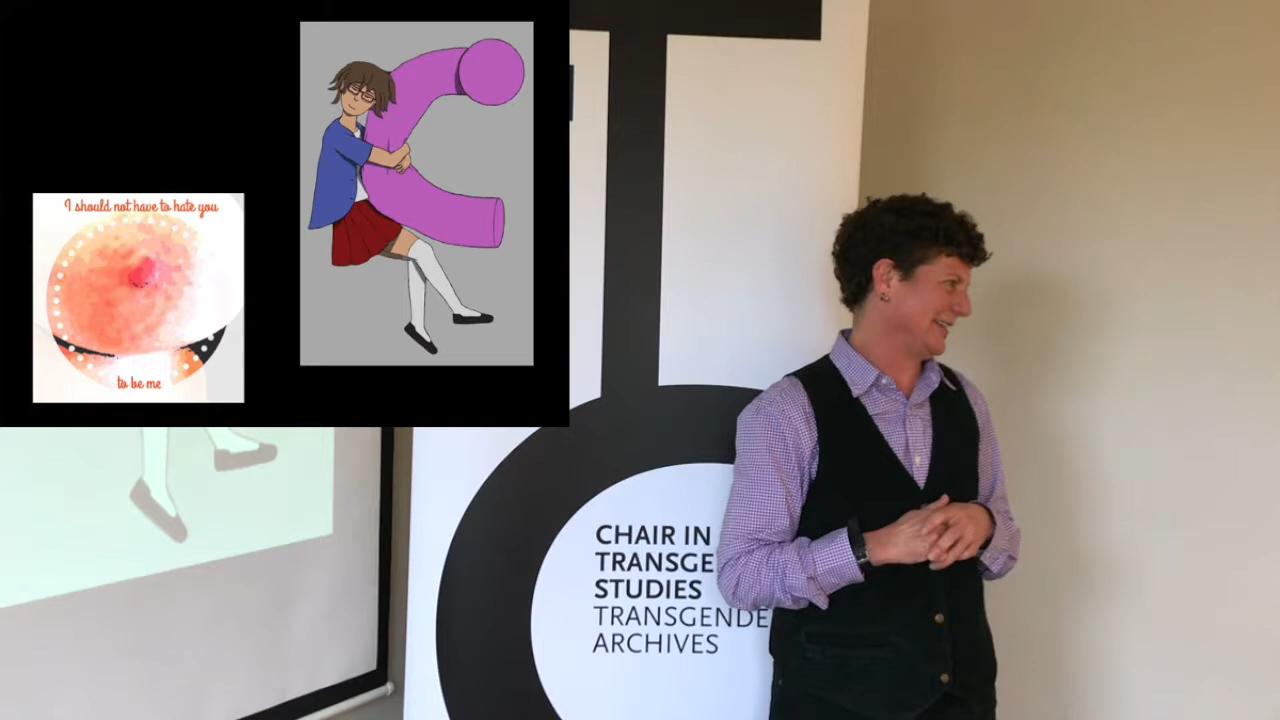 I should not have to hate you
to be me
CHAIR IN
TRANSGE
STUDIES
TRANSGENDE
ARCHIVES